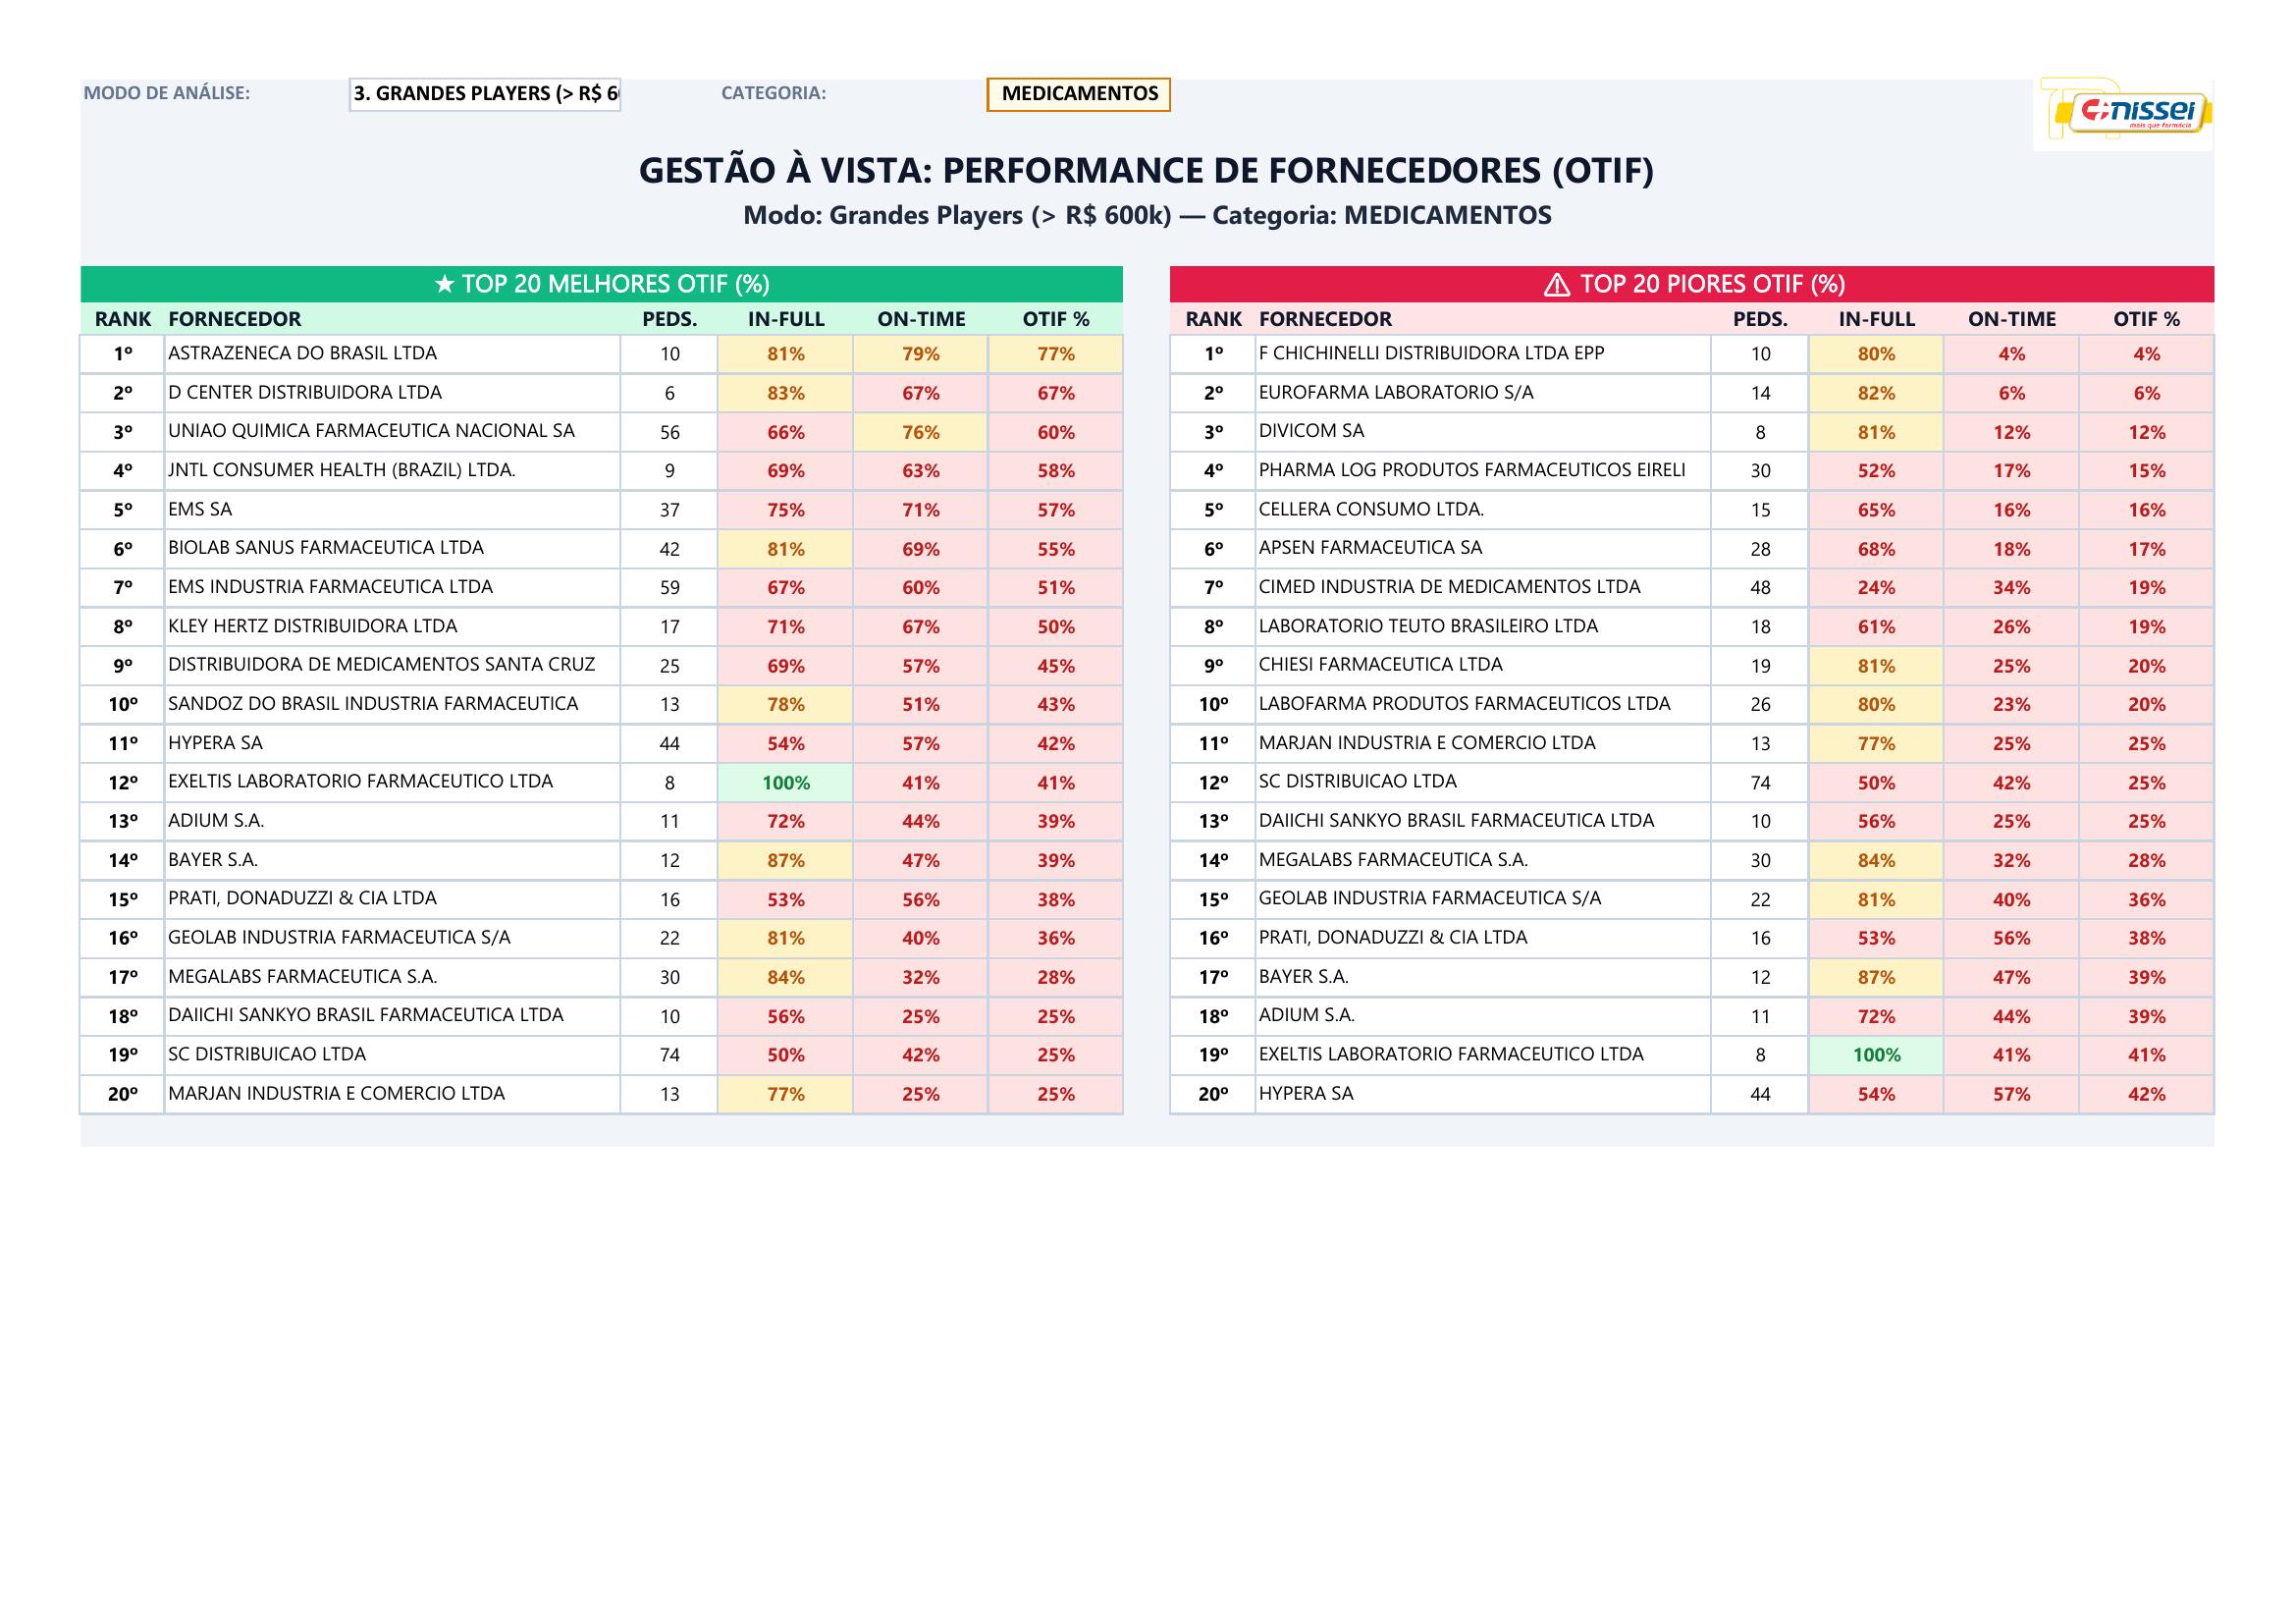 MODO DE ANÁLISE: 3. GRANDES PLAYERS (> R$ 6 CATEGORIA: MEDICAMENTOS
nissei
mais que farmácia
GESTÃO À VISTA: PERFORMANCE DE FORNECEDORES (OTIF)
Modo: Grandes Players (> R$ 600k) — Categoria: MEDICAMENTOS
★ TOP 20 MELHORES OTIF (%)
RANK FORNECEDOR PEDS. IN-FULL ON-TIME OTIF %
1º ASTRAZENECA DO BRASIL LTDA 10 81% 79% 77%
2º D CENTER DISTRIBUIDORA LTDA 6 83% 67% 67%
3º UNIAO QUIMICA FARMACEUTICA NACIONAL SA 56 66% 76% 60%
4º JNTL CONSUMER HEALTH (BRAZIL) LTDA. 9 69% 63% 58%
5º EMS SA 37 75% 71% 57%
6º BIOLAB SANUS FARMACEUTICA LTDA 42 81% 69% 55%
7º EMS INDUSTRIA FARMACEUTICA LTDA 59 67% 60% 51%
8º KLEY HERTZ DISTRIBUIDORA LTDA 17 71% 67% 50%
9º DISTRIBUIDORA DE MEDICAMENTOS SANTA CRUZ 25 69% 57% 45%
10º SANDOZ DO BRASIL INDUSTRIA FARMACEUTICA 13 78% 51% 43%
11º HYPERA SA 44 54% 57% 42%
12º EXELTIS LABORATORIO FARMACEUTICO LTDA 8 100% 41% 41%
13º ADIUM S.A. 11 72% 44% 39%
14º BAYER S.A. 12 87% 47% 39%
15º PRATI, DONADUZZI & CIA LTDA 16 53% 56% 38%
16º GEOLAB INDUSTRIA FARMACEUTICA S/A 22 81% 40% 36%
17º MEGALABS FARMACEUTICA S.A. 30 84% 32% 28%
18º DAIICHI SANKYO BRASIL FARMACEUTICA LTDA 10 56% 25% 25%
19º SC DISTRIBUICAO LTDA 74 50% 42% 25%
20º MARJAN INDUSTRIA E COMERCIO LTDA 13 77% 25% 25%
⚠ TOP 20 PIORES OTIF (%)
RANK FORNECEDOR PEDS. IN-FULL ON-TIME OTIF %
1º F CHICHINELLI DISTRIBUIDORA LTDA EPP 10 80% 4% 4%
2º EUROFARMA LABORATORIO S/A 14 82% 6% 6%
3º DIVICOM SA 8 81% 12% 12%
4º PHARMA LOG PRODUTOS FARMACEUTICOS EIRELI 30 52% 17% 15%
5º CELLERA CONSUMO LTDA. 15 65% 16% 16%
6º APSEN FARMACEUTICA SA 28 68% 18% 17%
7º CIMED INDUSTRIA DE MEDICAMENTOS LTDA 48 24% 34% 19%
8º LABORATORIO TEUTO BRASILEIRO LTDA 18 61% 26% 19%
9º CHIESI FARMACEUTICA LTDA 19 81% 25% 20%
10º LABOFARMA PRODUTOS FARMACEUTICOS LTDA 26 80% 23% 20%
11º MARJAN INDUSTRIA E COMERCIO LTDA 13 77% 25% 25%
12º SC DISTRIBUICAO LTDA 74 50% 42% 25%
13º DAIICHI SANKYO BRASIL FARMACEUTICA LTDA 10 56% 25% 25%
14º MEGALABS FARMACEUTICA S.A. 30 84% 32% 28%
15º GEOLAB INDUSTRIA FARMACEUTICA S/A 22 81% 40% 36%
16º PRATI, DONADUZZI & CIA LTDA 16 53% 56% 38%
17º BAYER S.A. 12 87% 47% 39%
18º ADIUM S.A. 11 72% 44% 39%
19º EXELTIS LABORATORIO FARMACEUTICO LTDA 8 100% 41% 41%
20º HYPERA SA 44 54% 57% 42%